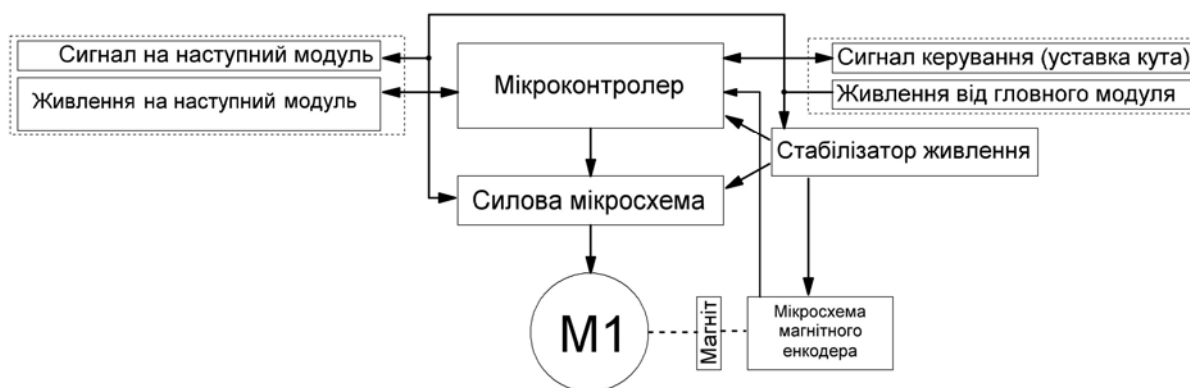 Сигнал на наступний модуль
Живлення на наступний модуль
Мікроконтролер
Сигнал керування (уставка кута)
Живлення від гловного модуля
Стабілізатор живлення
Силова мікросхема
М1
Магніт
Мікросхема
магнітного
енкодера